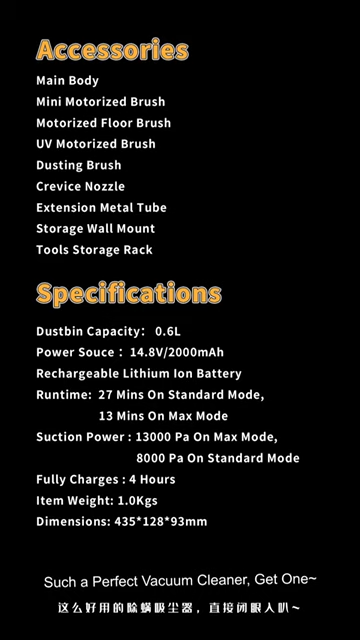 Accessories
Main Body
Mini Motorized Brush
Motorized Floor Brush
UV Motorized Brush
Dusting Brush
Crevice Nozzle
Extension Metal Tube
Storage Wall Mount
Tools Storage Rack
Specifications
Dustbin Capacity： 0.6L
Power Souce： 14.8V/2000mAh
Rechargeable Lithium Ion Battery
Runtime: 27 Mins On Standard Mode,
13 Mins On Max Mode
Suction Power : 13000 Pa On Max Mode,
8000 Pa On Standard Mode
Fully Charges : 4 Hours
Item Weight: 1.0Kgs
Dimensions: 435*128*93mm
Such a Perfect Vacuum Cleaner, Get One~
这么好用的除螨吸尘器，直接闭眼入叭~